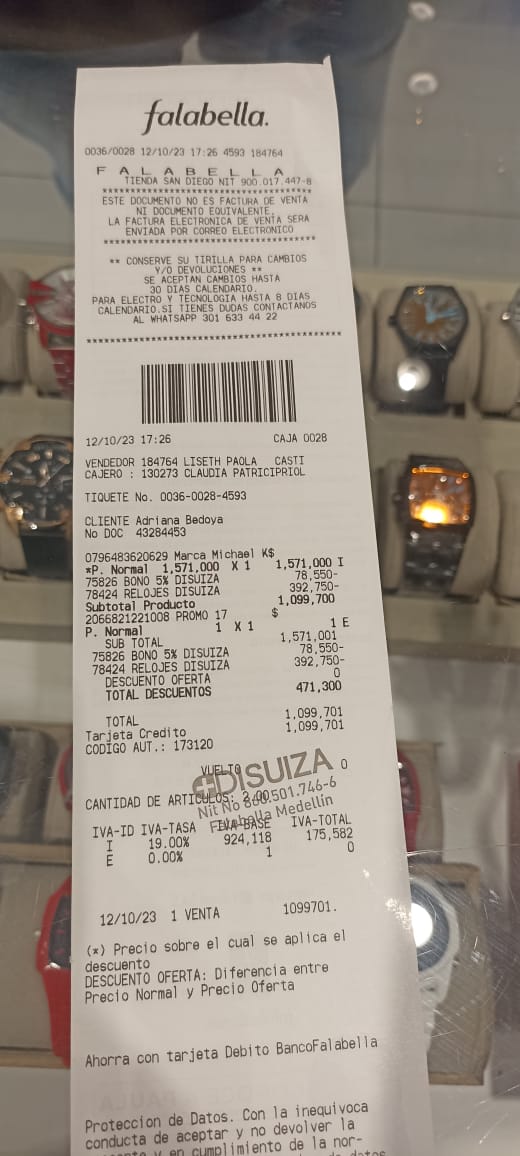 falabella.
0036/0028 12/10/23 17:26 4593 184764
F A L A B E L L A
TIENDA SAN DIEGO NIT 900.017.447-8
****************************************
ESTE DOCUMENTO NO ES FACTURA DE VENTA
NI DOCUMENTO EQUIVALENTE.
LA FACTURA ELECTRONICA DE VENTA SERA
ENVIADA POR CORREO ELECTRONICO
****************************************
** CONSERVE SU TIRILLA PARA CAMBIOS
Y/O DEVOLUCIONES **
SE ACEPTAN CAMBIOS HASTA
30 DIAS CALENDARIO.
PARA ELECTRO Y TECNOLOGIA HASTA 8 DIAS
CALENDARIO.SI TIENES DUDAS CONTACTANOS
AL WHATSAPP 301 633 44 22
****************************************
12/10/23 17:26 CAJA 0028
VENDEDOR 184764 LISETH PAOLA CASTI
CAJERO : 130273 CLAUDIA PATRICIPRIOL
TIQUETE No. 0036-0028-4593
CLIENTE Adriana Bedoya
No DOC 43284453
0796483620629 Marca Michael K$
*P. Normal 1,571,000 X 1 1,571,000 I
75826 BONO 5% DISUIZA 78,550-
78424 RELOJES DISUIZA 392,750-
Subtotal Producto 1,099,700
2066821221008 PROMO 17 $
P. Normal 1 X 1 1 E
SUB TOTAL 1,571,001
75826 BONO 5% DISUIZA 78,550-
78424 RELOJES DISUIZA 392,750-
DESCUENTO OFERTA 0
TOTAL DESCUENTOS 471,300
TOTAL 1,099,701
Tarjeta Credito 1,099,701
CODIGO AUT.: 173120
VUELTO 0
DISUIZA
CANTIDAD DE ARTICULOS: 2.00
Nit No 860.501.746-6
Falabella Medellín
IVA-ID IVA-TASA IVA-BASE IVA-TOTAL
I 19.00% 924,118 175,582
E 0.00% 1 0
12/10/23 1 VENTA 1099701.
(*) Precio sobre el cual se aplica el
descuento
DESCUENTO OFERTA: Diferencia entre
Precio Normal y Precio Oferta
Ahorra con tarjeta Debito BancoFalabella
Proteccion de Datos. Con la inequivoca
conducta de aceptar y no devolver la
y en cumplimiento de la nor-
datos